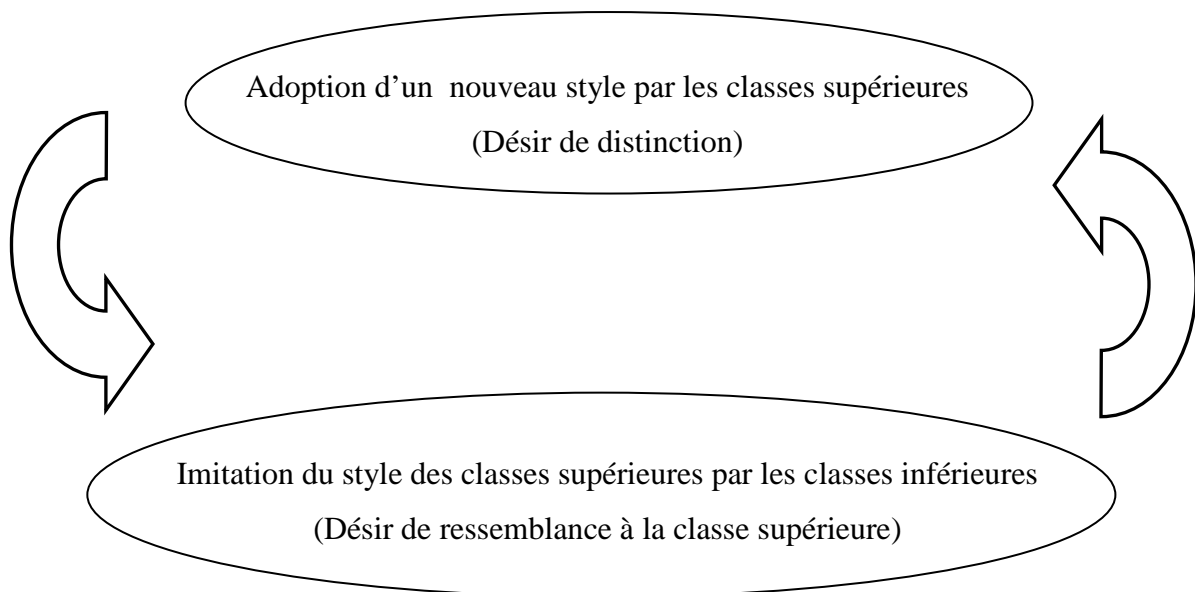 Adoption d’un  nouveau style par les classes supérieures
(Désir de distinction)
Imitation du style des classes supérieures par les classes inférieures
(Désir de ressemblance à la classe supérieure)